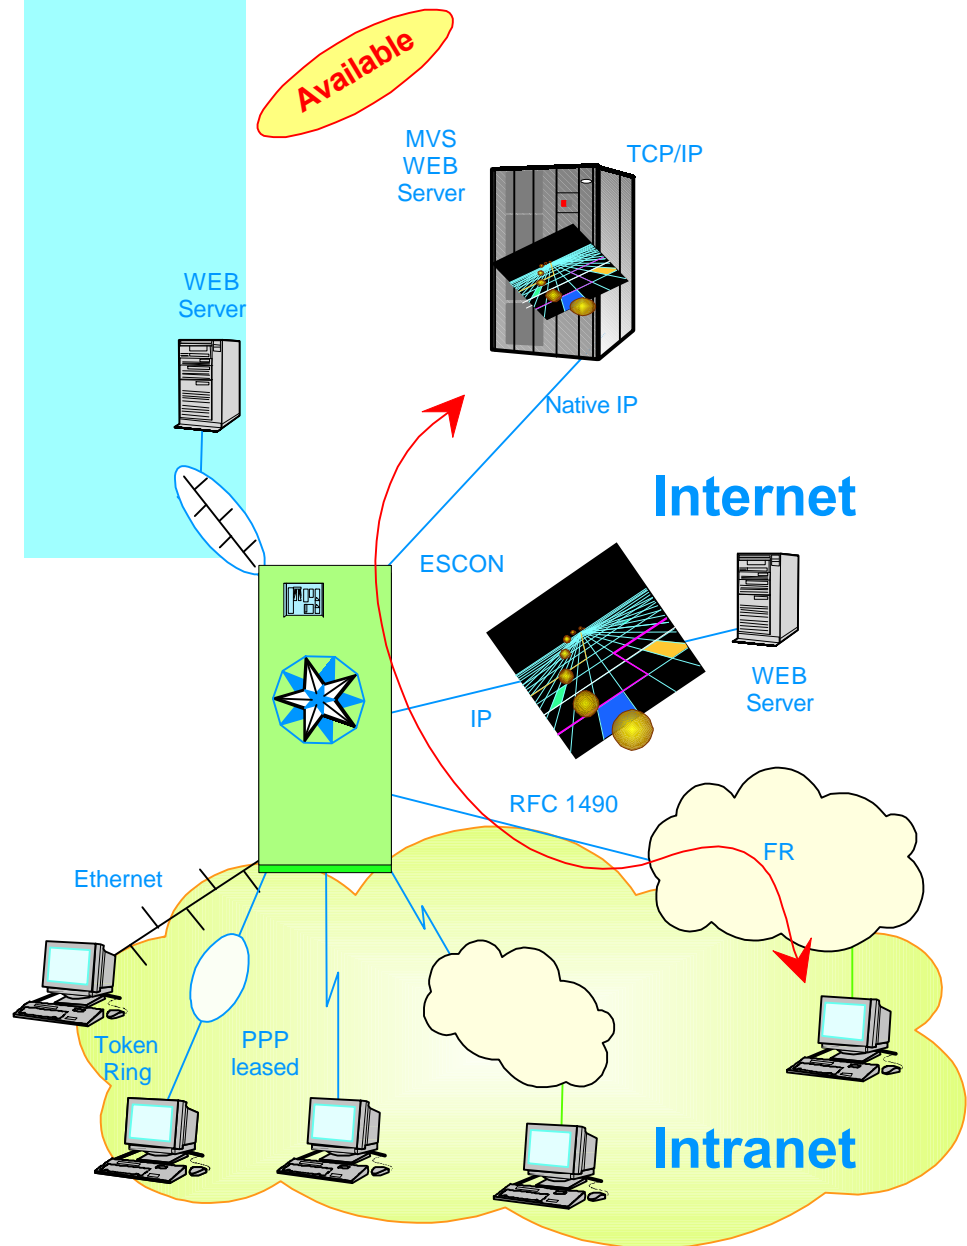 Available
MVS
WEB
Server
TCP/IP
WEB
Server
Native IP
Internet
ESCON
WEB
Server
IP
RFC 1490
FR
Ethernet
Token
Ring
PPP
leased
Intranet